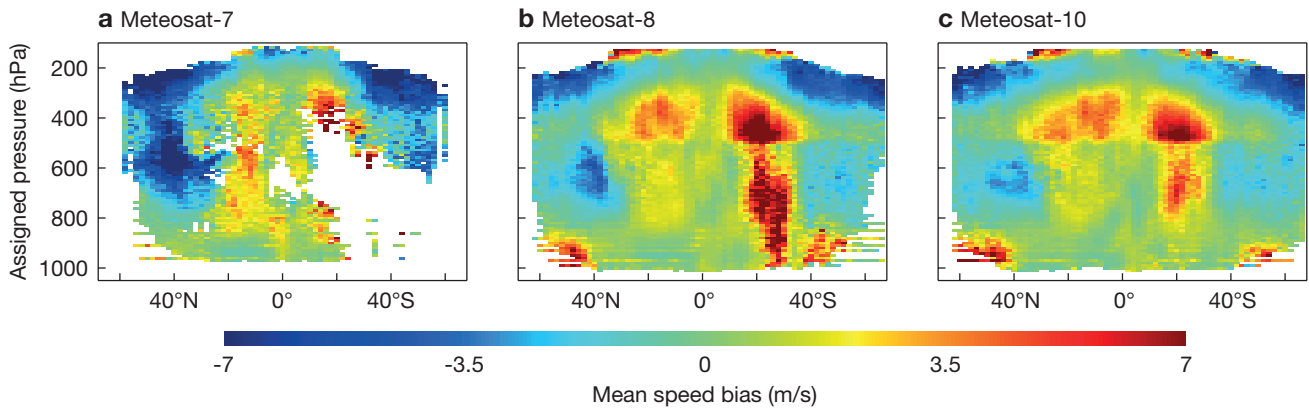 a Meteosat-7
b Meteosat-8
c Meteosat-10
Assigned pressure (hPa)
200
400
600
800
1000
40°N 0° 40°S
40°N 0° 40°S
40°N 0° 40°S
-7 -3.5 0 3.5 7
Mean speed bias (m/s)